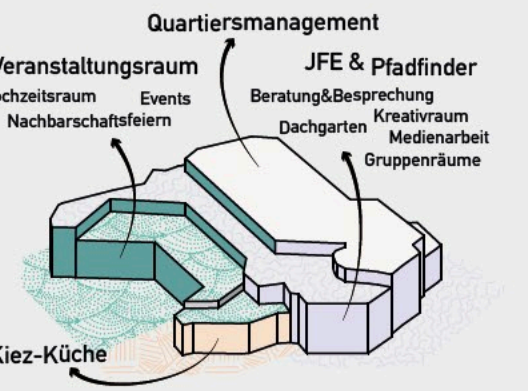 Quartiersmanagement
Veranstaltungsraum
ochzeitsraum Events
Nachbarschaftsfeiern
JFE & Pfadfinder
Beratung&Besprechung
Kreativraum
Dachgarten
Medienarbeit
Gruppenräume
Kiez-Küche